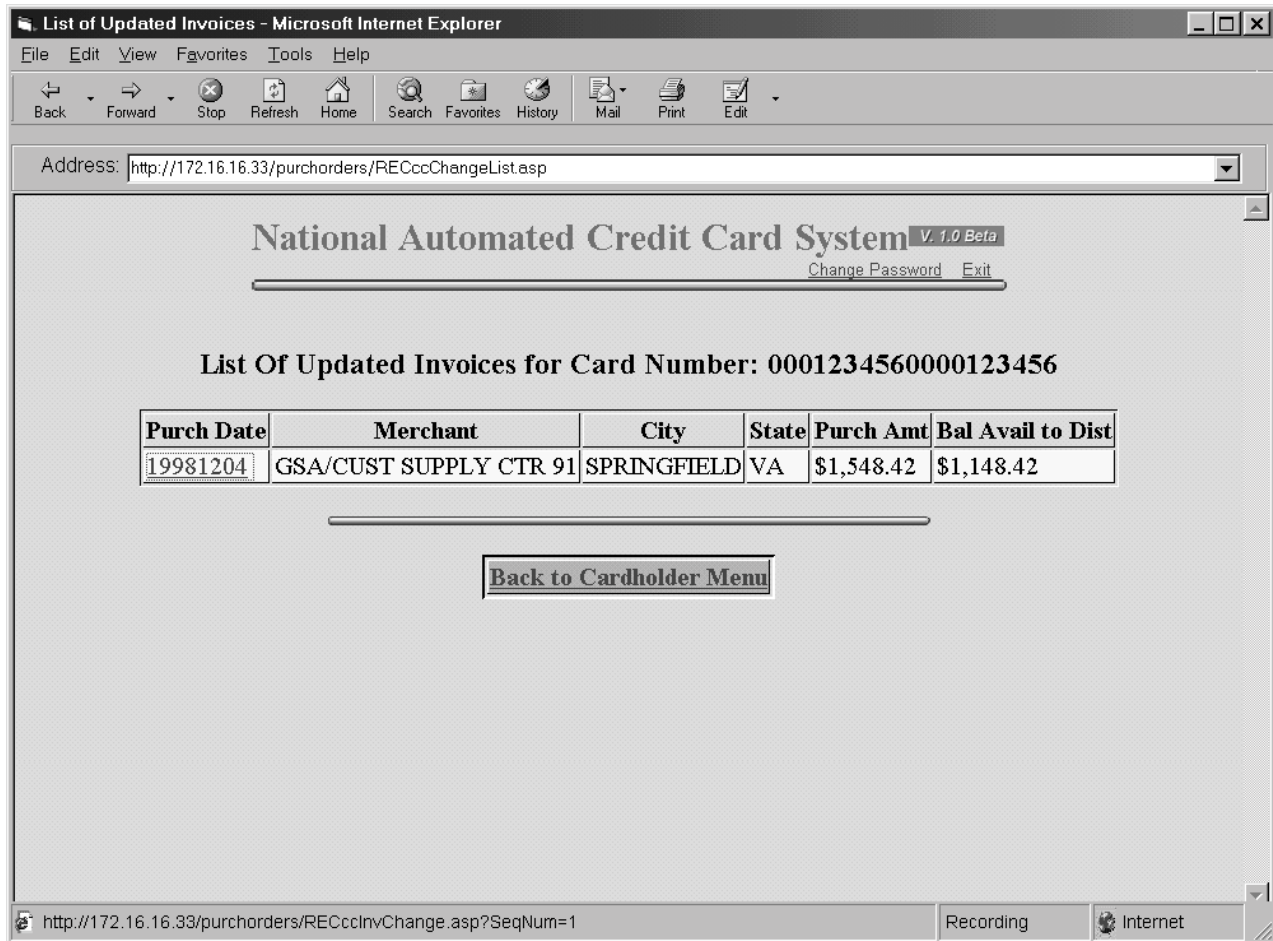 List of Updated Invoices - Microsoft Internet Explorer
File Edit View Favorites Tools Help
Back Forward Stop Refresh Home Search Favorites History Mail Print Edit
Address: http://172.16.16.33/purchorders/RECccChangeList.asp
National Automated Credit Card System V. 1.0 Beta
Change Password Exit
List Of Updated Invoices for Card Number: 0001234560000123456
Purch Date Merchant City State Purch Amt Bal Avail to Dist
19981204 GSA/CUST SUPPLY CTR 91 SPRINGFIELD VA $1,548.42 $1,148.42
Back to Cardholder Menu
http://172.16.16.33/purchorders/RECccInvChange.asp?SeqNum=1 Recording Internet